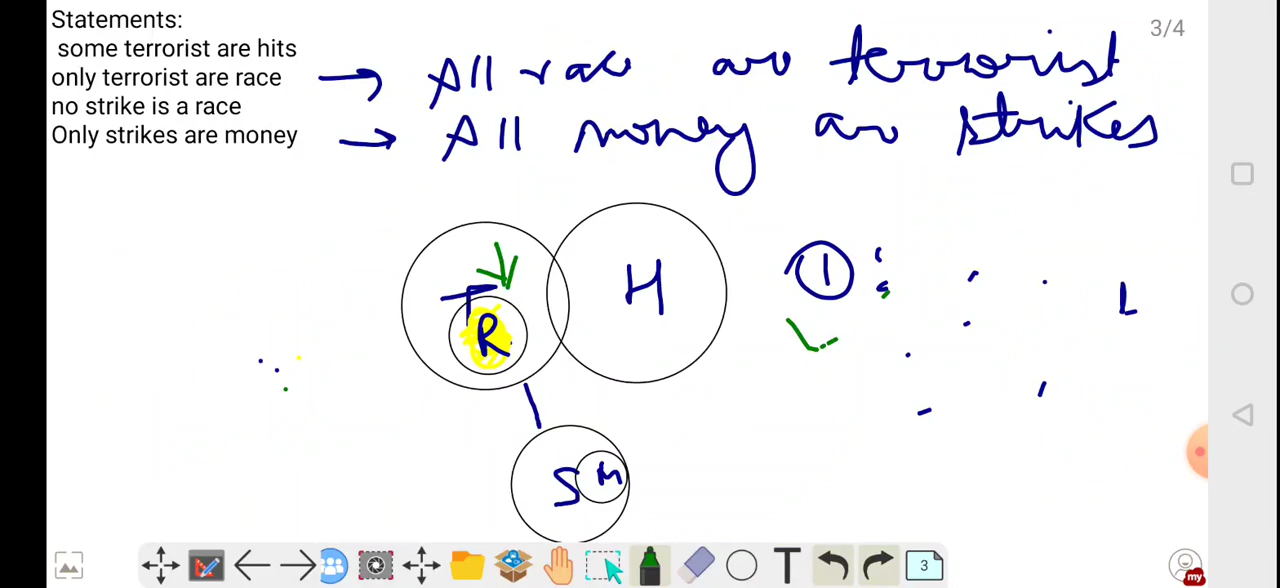 Statements:
some terrorist are hits
only terrorist are race
no strike is a race
Only strikes are money
All race are terrorist
All money are strikes
3/4
T
R
H
1
L
S M
T
3
my